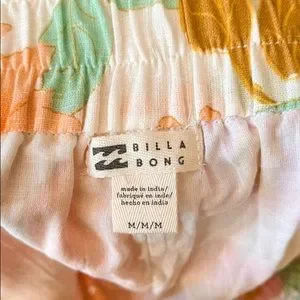 BILLA
BONG
made in india/
fabriqué en inde/
hecho en india
M/M/M